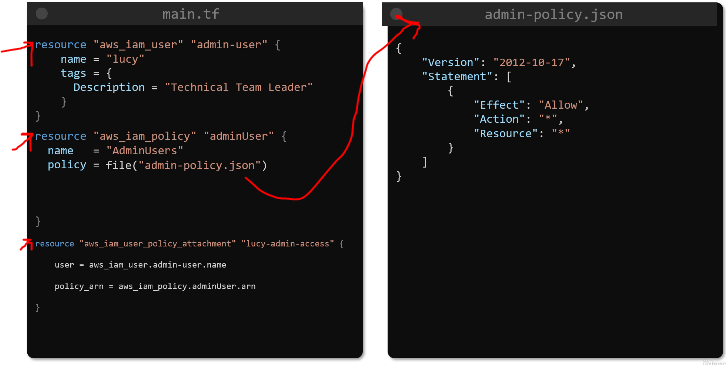 main.tf
resource "aws_iam_user" "admin-user" {
name = "lucy"
tags = {
Description = "Technical Team Leader"
}
}
resource "aws_iam_policy" "adminUser" {
name = "AdminUsers"
policy = file("admin-policy.json")
}
resource "aws_iam_user_policy_attachment" "lucy-admin-access" {
user = aws_iam_user.admin-user.name
policy_arn = aws_iam_policy.adminUser.arn
}
admin-policy.json
{
"Version": "2012-10-17",
"Statement": [
{
"Effect": "Allow",
"Action": "*",
"Resource": "*"
}
]
}